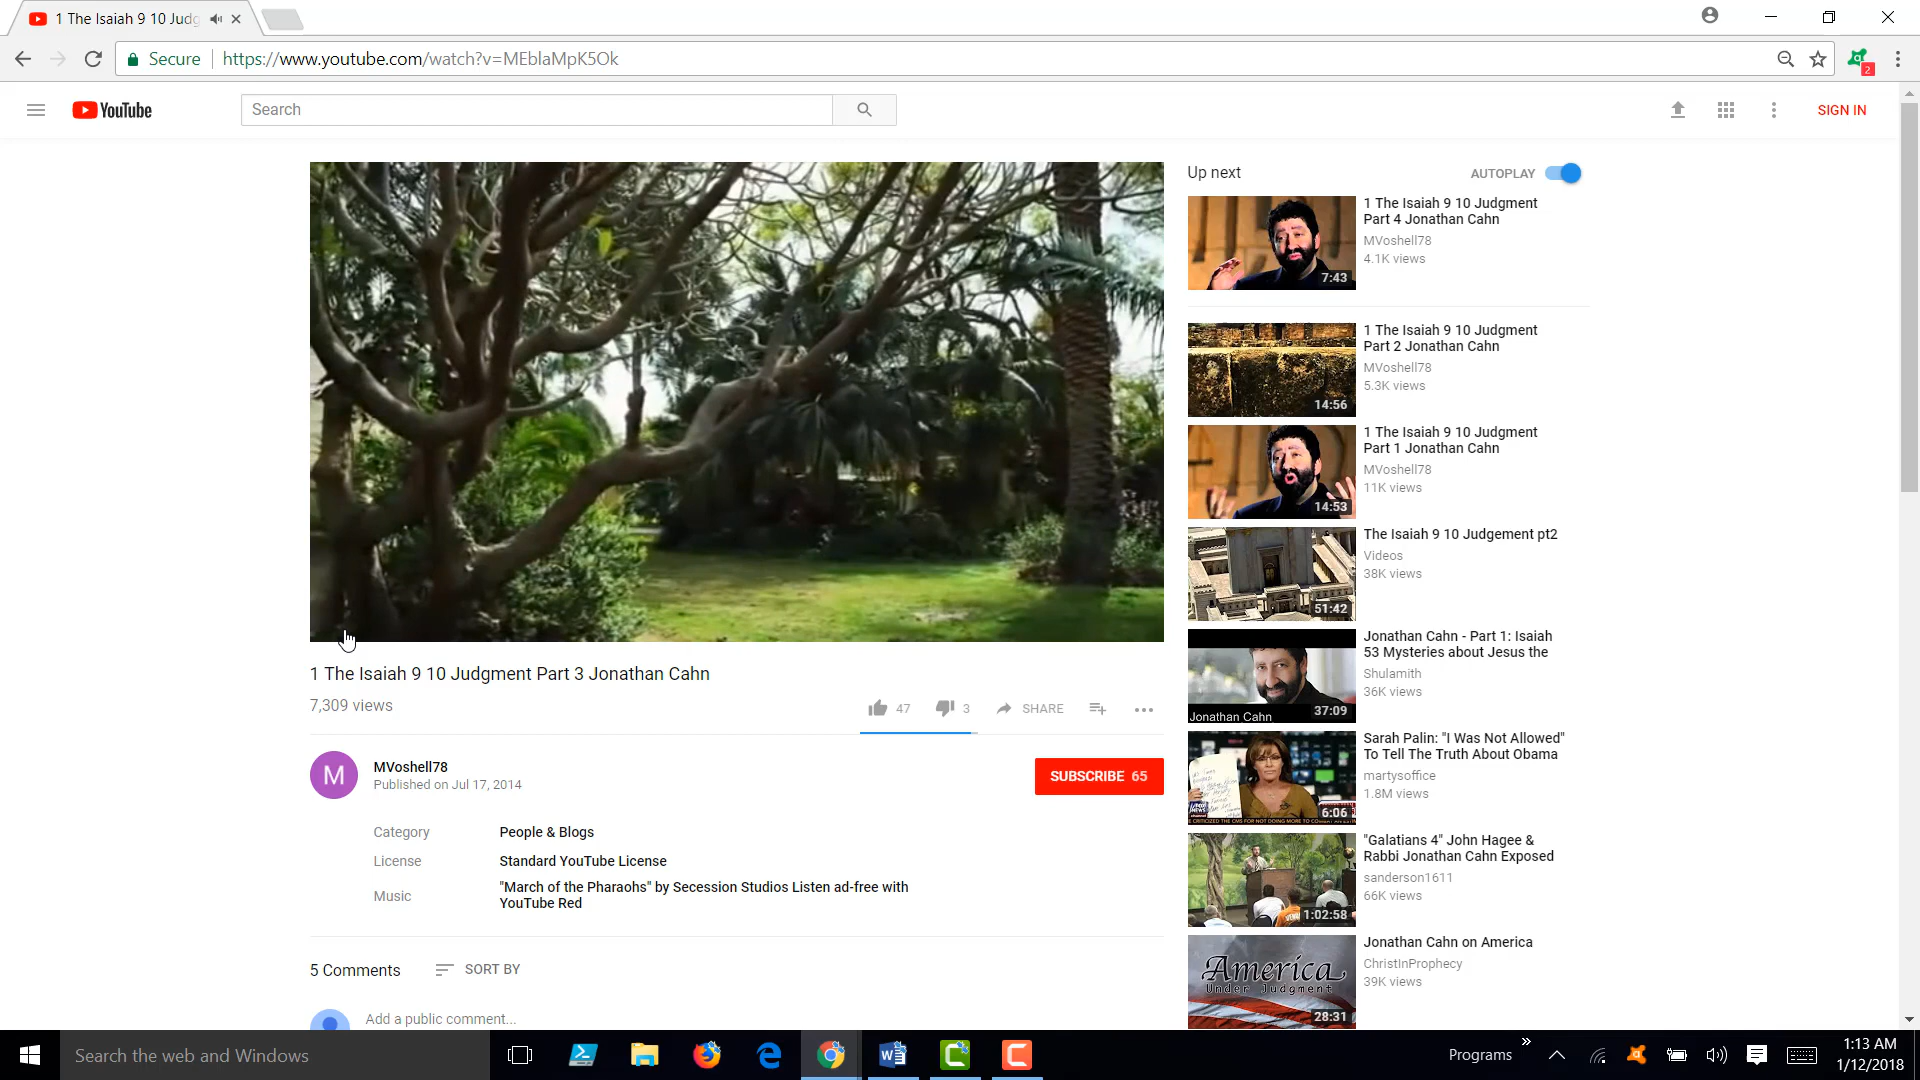 1 The Isaiah 9 10 Judg
Secure
https://www.youtube.com/watch?v=MEblaMpK5Ok
2
YouTube
Search
SIGN IN
1 The Isaiah 9 10 Judgment Part 3 Jonathan Cahn
7,309 views
47
3
SHARE
MVoshell78
Published on Jul 17, 2014
SUBSCRIBE 65
Category
People & Blogs
License
Standard YouTube License
Music
"March of the Pharaohs" by Secession Studios Listen ad-free with
YouTube Red
5 Comments
SORT BY
Add a public comment...
Up next
AUTOPLAY
7:43
1 The Isaiah 9 10 Judgment
Part 4 Jonathan Cahn
MVoshell78
4.1K views
14:56
1 The Isaiah 9 10 Judgment
Part 2 Jonathan Cahn
MVoshell78
5.3K views
14:53
1 The Isaiah 9 10 Judgment
Part 1 Jonathan Cahn
MVoshell78
11K views
51:42
The Isaiah 9 10 Judgement pt2
Videos
38K views
Jonathan Cahn
37:09
Jonathan Cahn - Part 1: Isaiah
53 Mysteries about Jesus the
Shulamith
36K views
6:06
Sarah Palin: "I Was Not Allowed"
To Tell The Truth About Obama
martysoffice
1.8M views
1:02:58
"Galatians 4" John Hagee &
Rabbi Jonathan Cahn Exposed
sanderson1611
66K views
America
Under Judgment
28:31
Jonathan Cahn on America
ChristInProphecy
39K views
Search the web and Windows
Programs
1:13 AM
1/12/2018